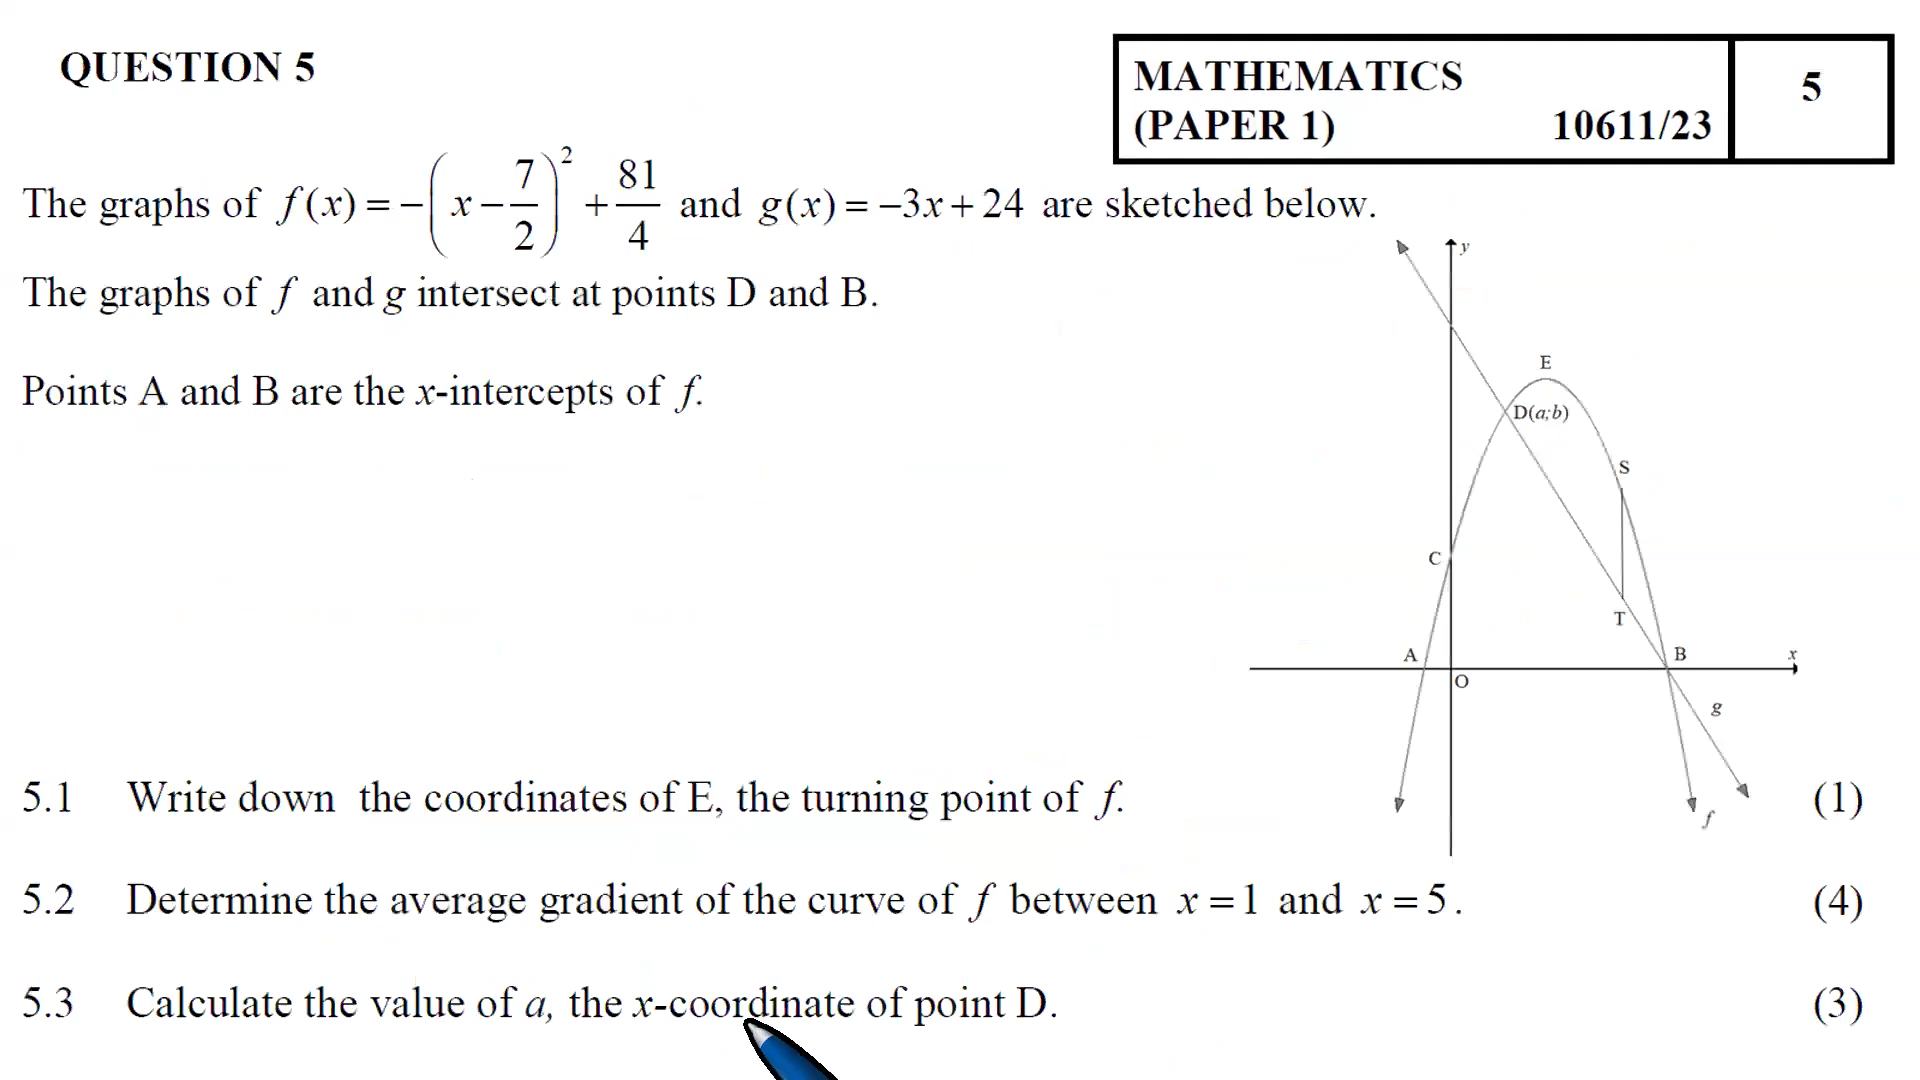 QUESTION 5
MATHEMATICS
(PAPER 1) 10611/23
5
The graphs of f(x) = −(x − 7/2)² + 81/4 and g(x) = −3x + 24 are sketched below.
The graphs of f and g intersect at points D and B.
Points A and B are the x-intercepts of f.
y
E
D(a;b)
S
C
T
A
B
x
O
g
f
5.1 Write down the coordinates of E, the turning point of f. (1)
5.2 Determine the average gradient of the curve of f between x = 1 and x = 5. (4)
5.3 Calculate the value of a, the x-coordinate of point D. (3)